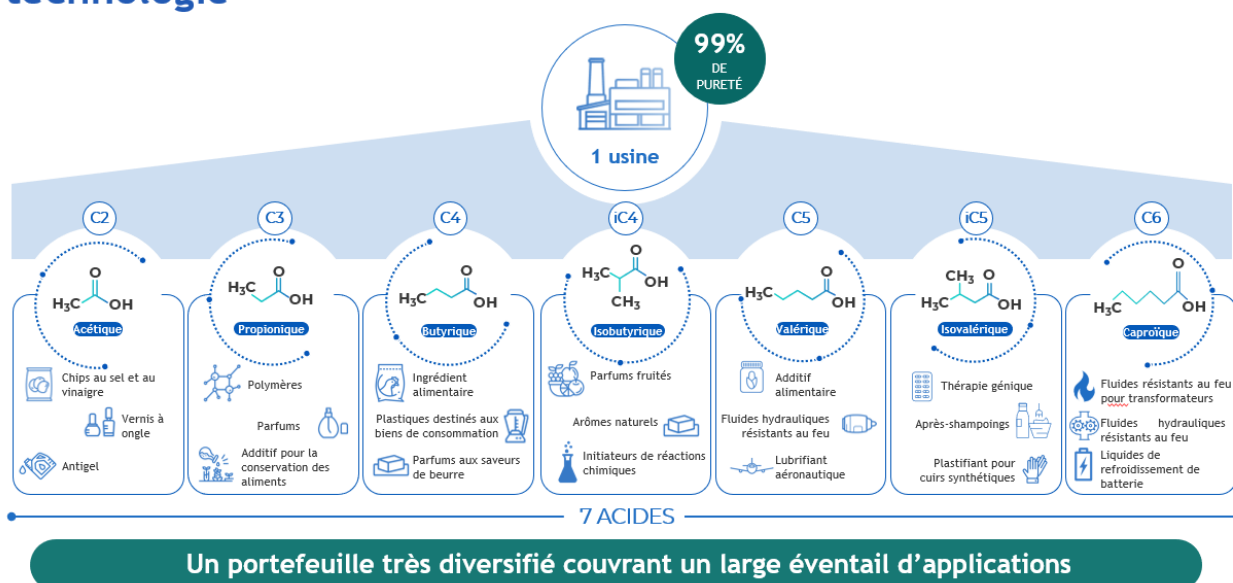 technologie
99%
DE
PURETÉ
1 usine
C2
C3
C4
iC4
C5
iC5
C6
O
H₃C
OH
Acétique
H₃C
O
OH
Propionique
O
H₃C
OH
Butyrique
O
H₃C
OH
CH₃
Isobutyrique
O
H₃C
OH
Valérique
CH₃
O
H₃C
OH
Isovalérique
O
H₃C
OH
Caproïque
Chips au sel et au
vinaigre
Vernis à
ongle
Antigel
Polymères
Parfums
Additif pour la
conservation des
aliments
Ingrédient
alimentaire
Plastiques destinés aux
biens de consommation
Parfums aux saveurs
de beurre
Parfums fruités
Arômes naturels
Initiateurs de réactions
chimiques
Additif
alimentaire
Fluides hydrauliques
résistants au feu
Lubrifiant
aéronautique
Thérapie génique
Après-shampoings
Plastifiant pour
cuirs synthétiques
Fluides résistants au feu
pour transformateurs
Fluides hydrauliques
résistants au feu
Liquides de
refroidissement de
batterie
7 ACIDES
Un portefeuille très diversifié couvrant un large éventail d'applications